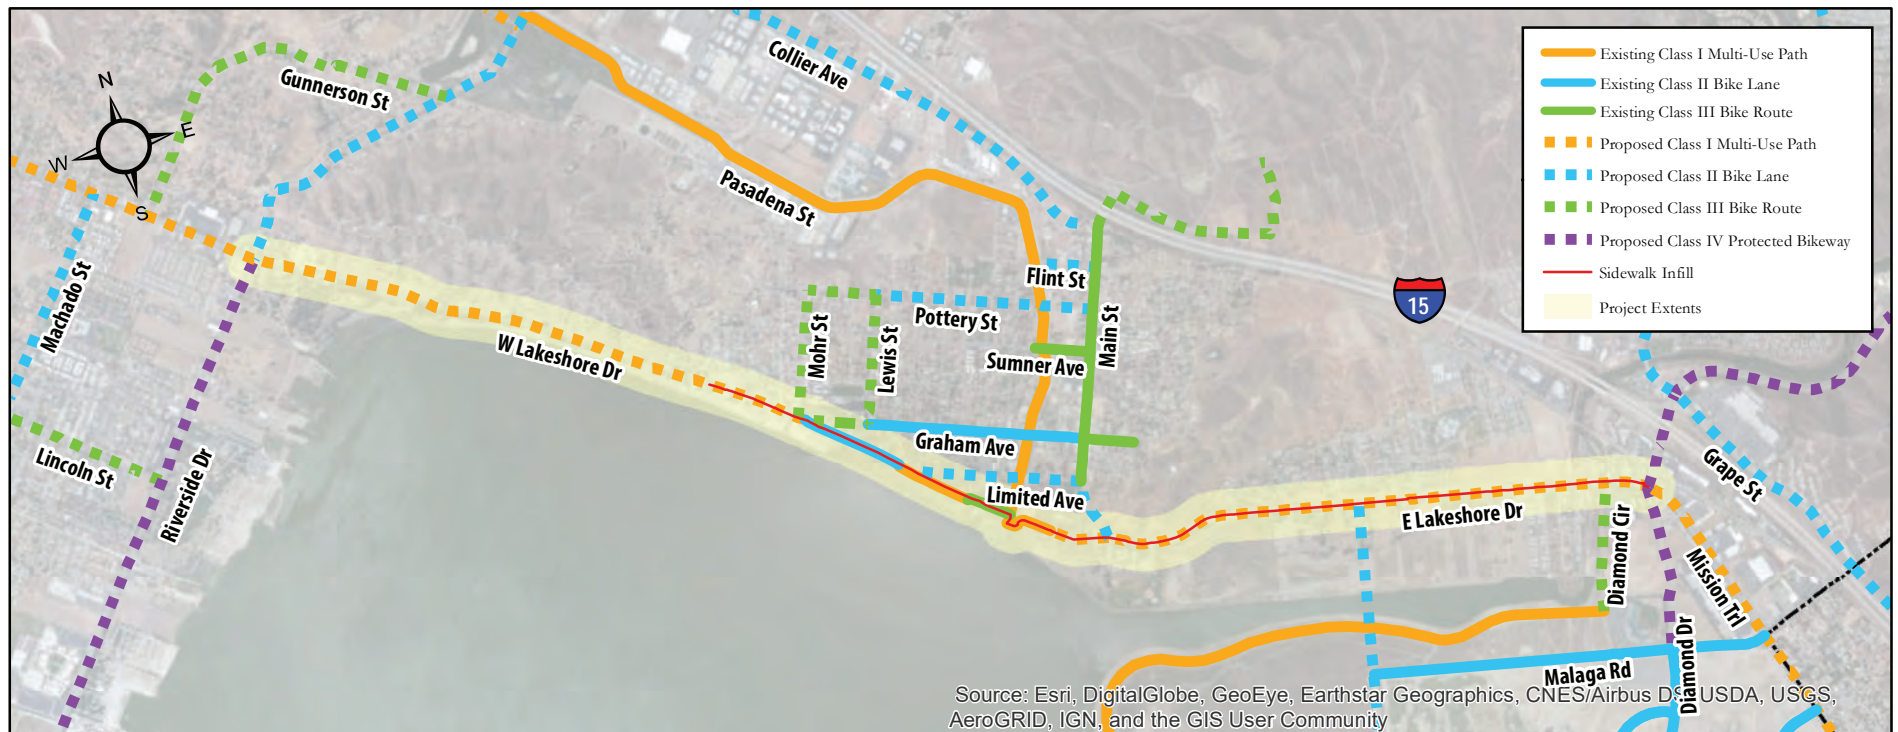 N
E
W
S
Gunnerson St
Collier Ave
Pasadena St
Machado St
Lincoln St
Riverside Dr
W Lakeshore Dr
Mohr St
Lewis St
Flint St
Pottery St
Sumner Ave
Main St
Graham Ave
Limited Ave
15
E Lakeshore Dr
Diamond Cir
Mission Trl
Grape St
Malaga Rd
Diamond Dr
Existing Class I Multi-Use Path
Existing Class II Bike Lane
Existing Class III Bike Route
Proposed Class I Multi-Use Path
Proposed Class II Bike Lane
Proposed Class III Bike Route
Proposed Class IV Protected Bikeway
Sidewalk Infill
Project Extents
Source: Esri, DigitalGlobe, GeoEye, Earthstar Geographics, CNES/Airbus DS, USDA, USGS,
AeroGRID, IGN, and the GIS User Community